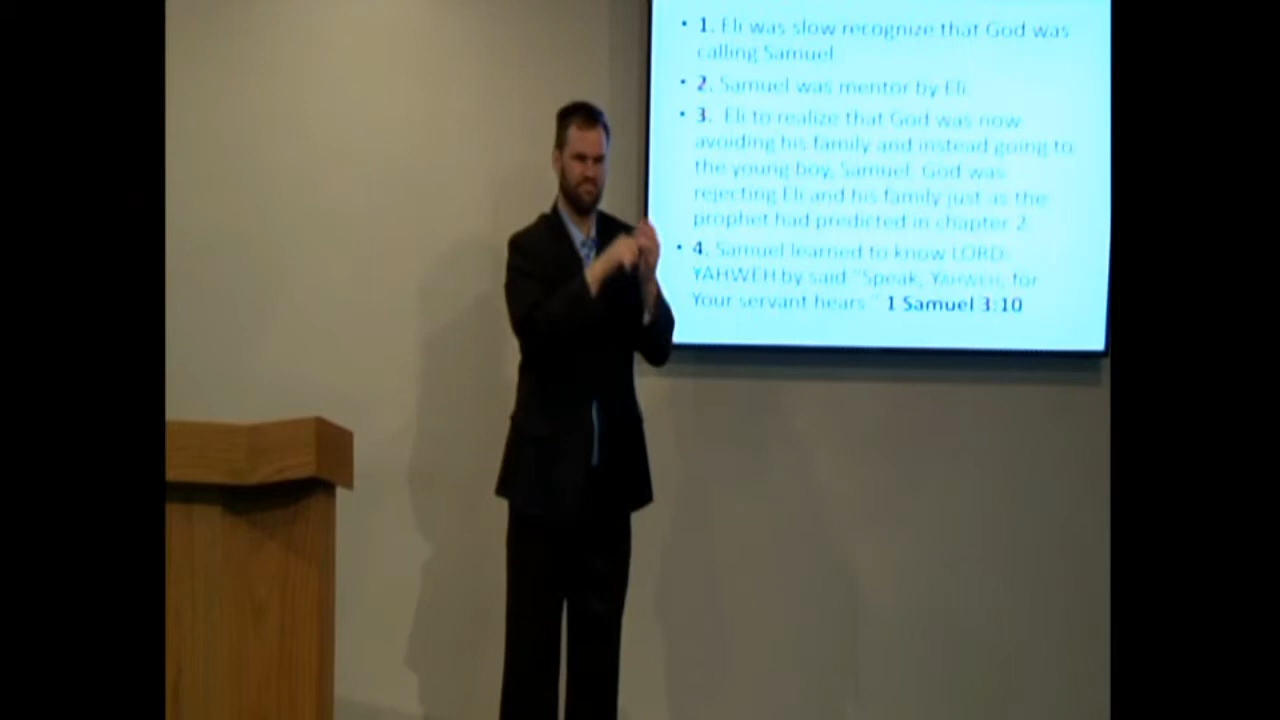 • 1. Eli was slow recognize that God was
calling Samuel.
• 2. Samuel was mentor by Eli.
• 3. Eli to realize that God was now
avoiding his family and instead going to
the young boy, Samuel. God was
rejecting Eli and his family just as the
prophet had predicted in chapter 2.
• 4. Samuel learned to know LORD:
YAHWEH by said "Speak, YAHWEH, for
Your servant hears." 1 Samuel 3:10